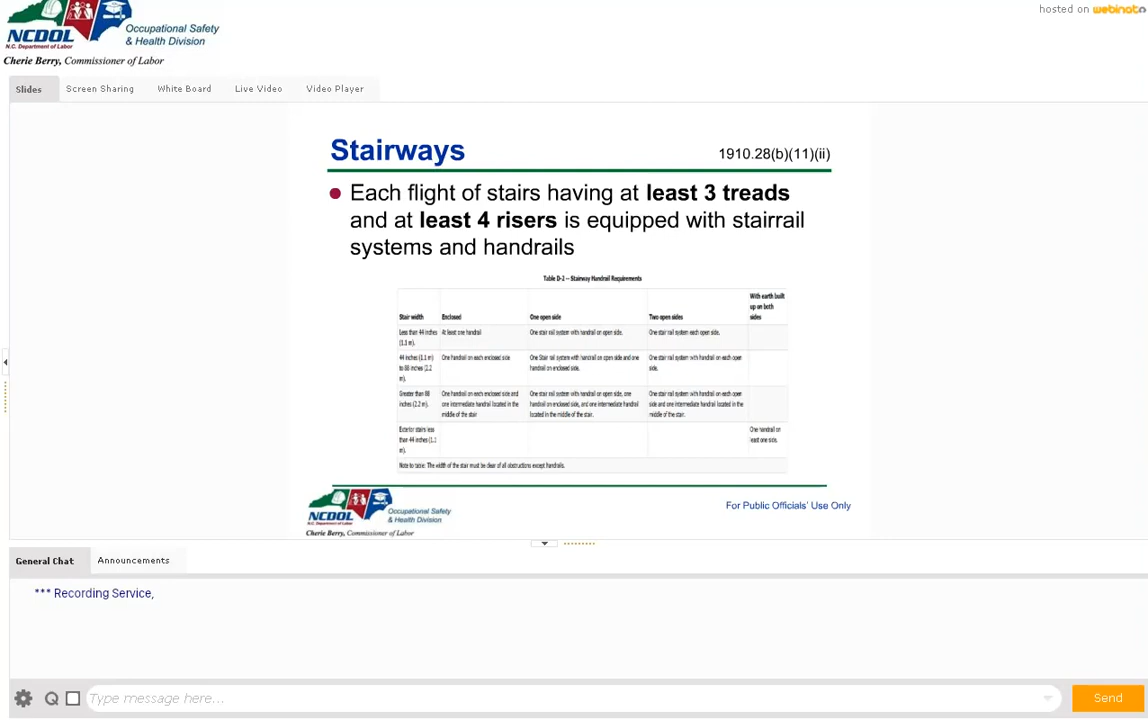 hosted on webinato
NCDOL
N.C. Department of Labor
Occupational Safety
& Health Division
Cherie Berry, Commissioner of Labor
Slides Screen Sharing White Board Live Video Video Player
Stairways 1910.28(b)(11)(ii)
Each flight of stairs having at least 3 treads
and at least 4 risers is equipped with stairrail
systems and handrails
Table D-2 -- Stairway Handrail Requirements
Stair width
Enclosed
One open side
Two open sides
With earth built
up on both
sides
Less than 44 inches
(1.1 m).
At least one handrail
One stair rail system with handrail on open side.
One stair rail system each open side.
44 inches (1.1 m)
to 88 inches (2.2
m).
One handrail on each enclosed side
One Stair rail system with handrail on open side and one
handrail on enclosed side.
One stair rail system with handrail on each open
side.
Greater than 88
inches (2.2 m).
One handrail on each enclosed side and
one intermediate handrail located in the
middle of the stair
One stair rail system with handrail on open side, one
handrail on enclosed side, and one intermediate handrail
located in the middle of the stair.
One stair rail system with handrail on each open
side and one intermediate handrail located in the
middle of the stair.
Exterior stairs less
than 44 inches (1.1
m).
One handrail on
least one side.
Note to table: The width of the stair must be clear of all obstructions except handrails.
NCDOL
N.C. Department of Labor
Occupational Safety
& Health Division
Cherie Berry, Commissioner of Labor
For Public Officials' Use Only
General Chat Announcements
*** Recording Service,
Type message here...
Send